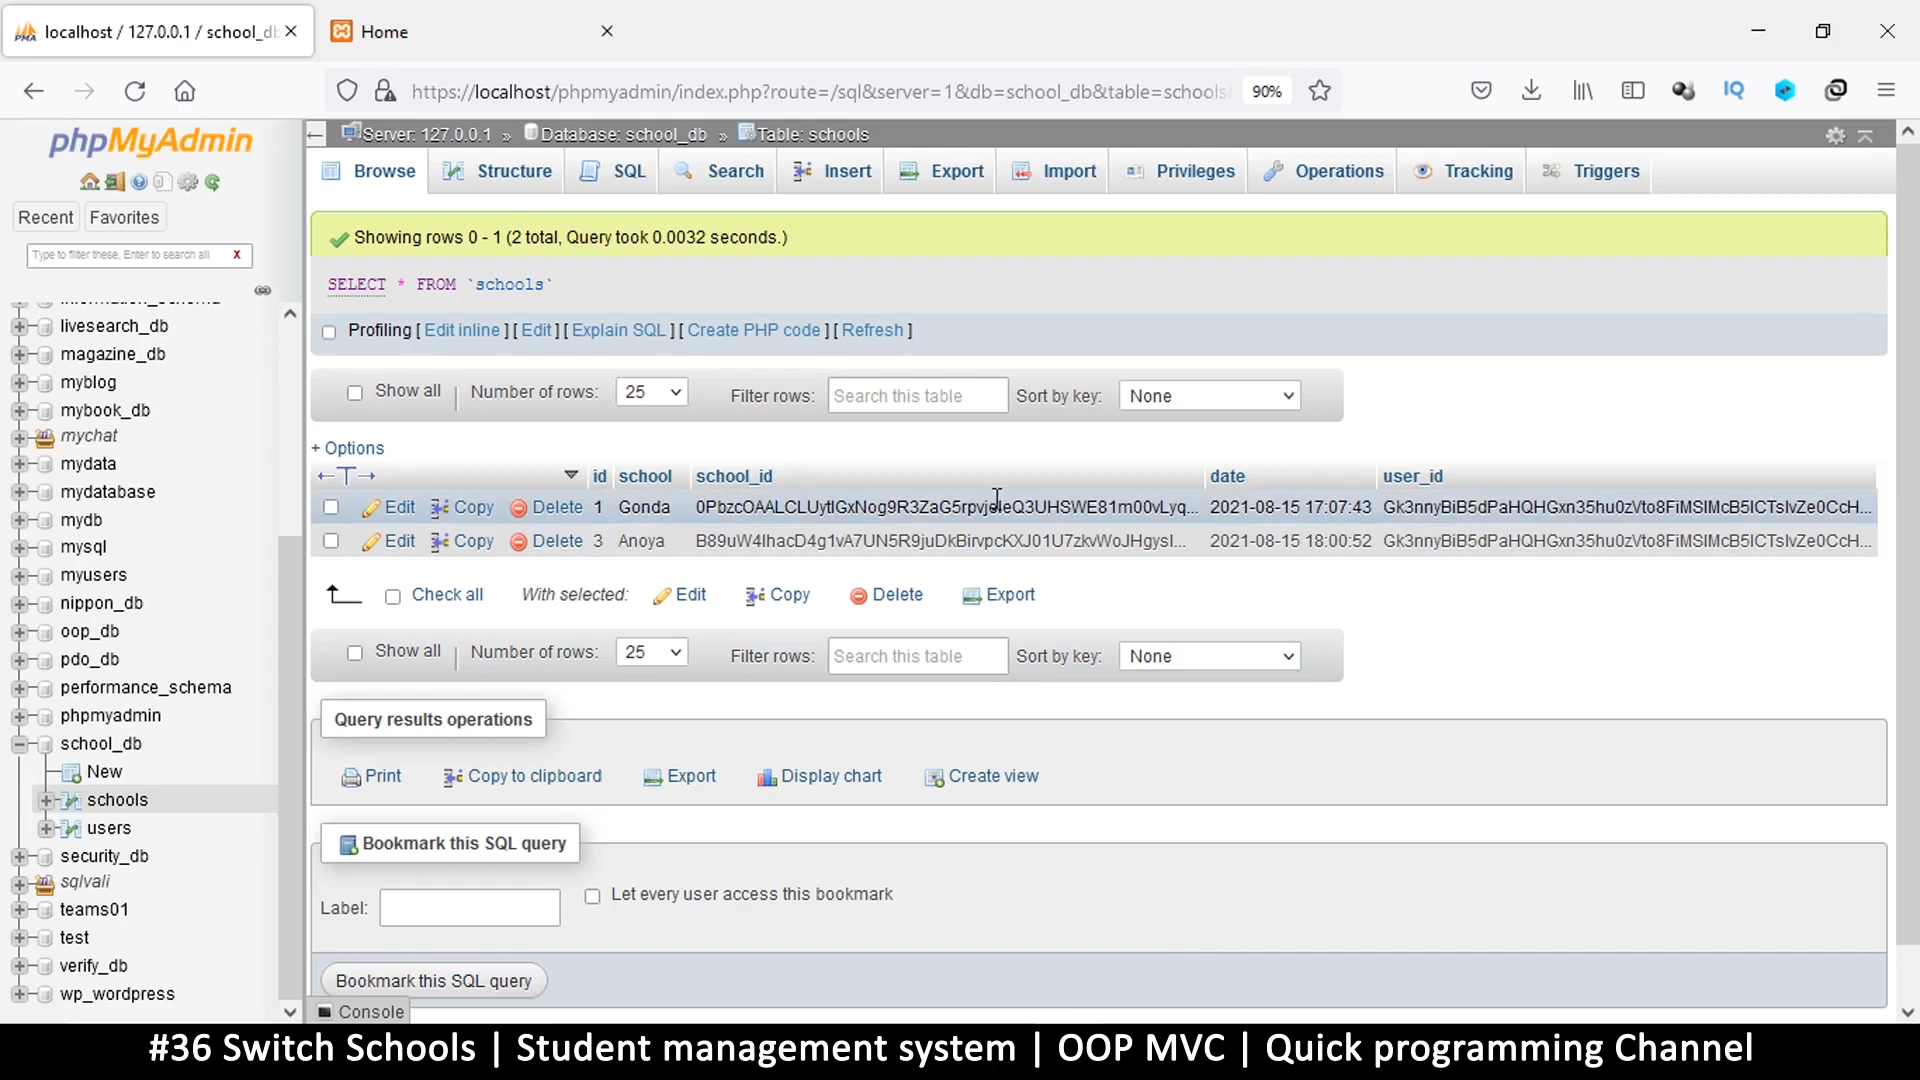 localhost / 127.0.0.1 / school_db
Home
https://localhost/phpmyadmin/index.php?route=/sql&server=1&db=school_db&table=schools
90%
IQ
phpMyAdmin
Server: 127.0.0.1 » Database: school_db » Table: schools
Browse Structure SQL Search Insert Export Import Privileges Operations Tracking Triggers
Recent Favorites
Type to filter these, Enter to search all X
livesearch_db
magazine_db
myblog
mybook_db
mychat
mydata
mydatabase
mydb
mysql
myusers
nippon_db
oop_db
pdo_db
performance_schema
phpmyadmin
school_db
New
schools
users
security_db
sqlvali
teams01
test
verify_db
wp_wordpress
Showing rows 0 - 1 (2 total, Query took 0.0032 seconds.)
SELECT * FROM `schools`
Profiling [ Edit inline ] [ Edit ] [ Explain SQL ] [ Create PHP code ] [ Refresh ]
Show all | Number of rows: 25 Filter rows: Search this table Sort by key: None
+ Options
id school school_id date user_id
Edit Copy Delete 1 Gonda 2021-08-15 17:07:43
Edit Copy Delete 3 Anoya 2021-08-15 18:00:52
Check all With selected: Edit Copy Delete Export
Show all | Number of rows: 25 Filter rows: Search this table Sort by key: None
Query results operations
Print Copy to clipboard Export Display chart Create view
Bookmark this SQL query
Label: Let every user access this bookmark
Bookmark this SQL query
Console
#36 Switch Schools | Student management system | OOP MVC | Quick programming Channel